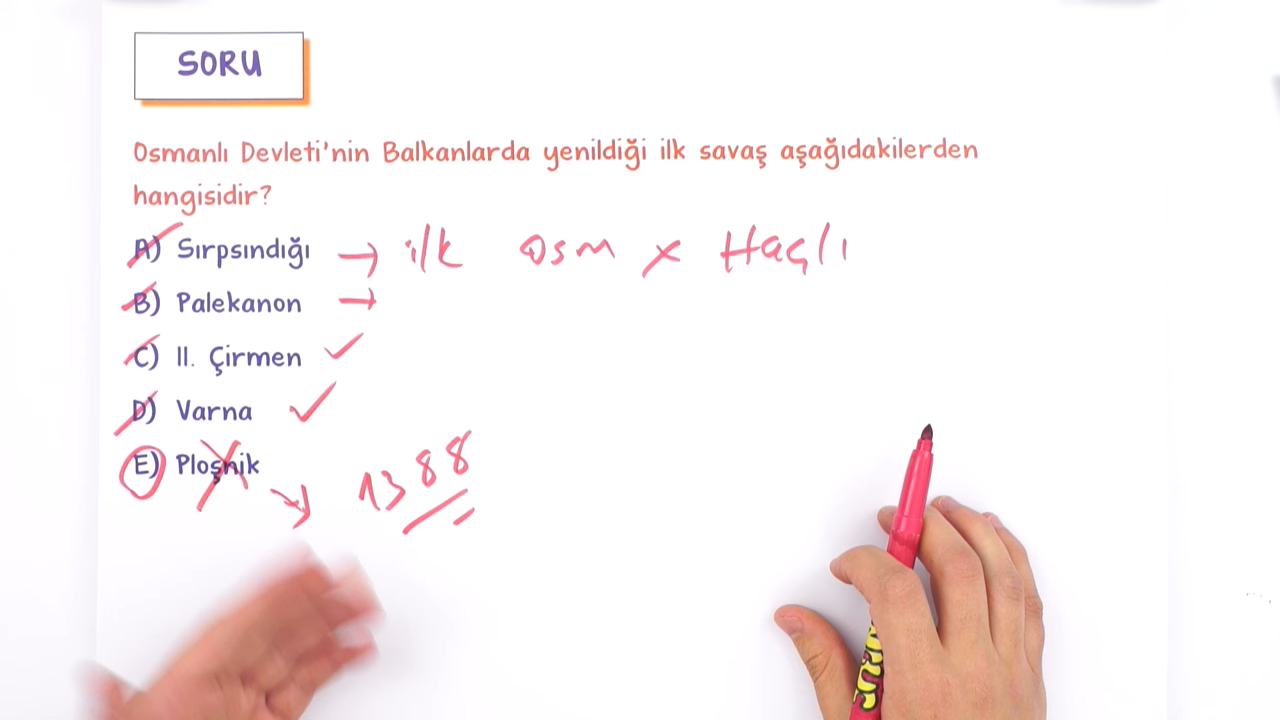 SORU
Osmanlı Devleti'nin Balkanlarda yenildiği ilk savaş aşağıdakilerden
hangisidir?
A) Sırpsındığı → ilk Osm x Haçlı
B) Palekanon →
C) II. Çirmen ✓
D) Varna ✓
E) Ploşnik → 1388